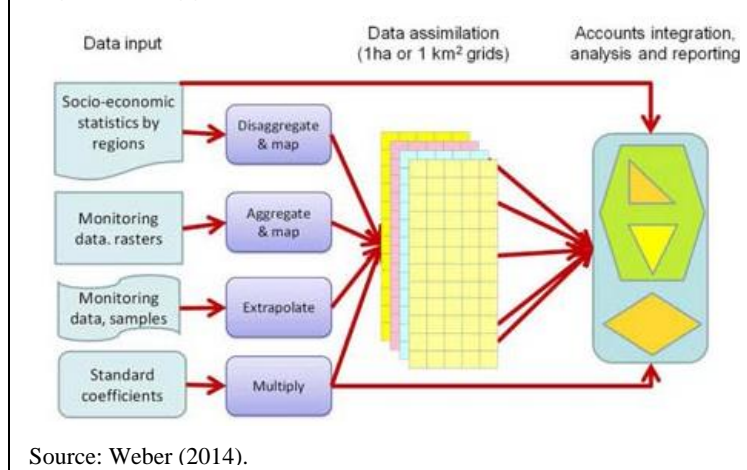 Data input
Data assimilation
(1ha or 1 km² grids)
Accounts integration,
analysis and reporting
Socio-economic
statistics by
regions
Disaggregate
& map
Monitoring
data. rasters
Aggregate
& map
Monitoring
data, samples
Extrapolate
Standard
coefficients
Multiply
Source: Weber (2014).